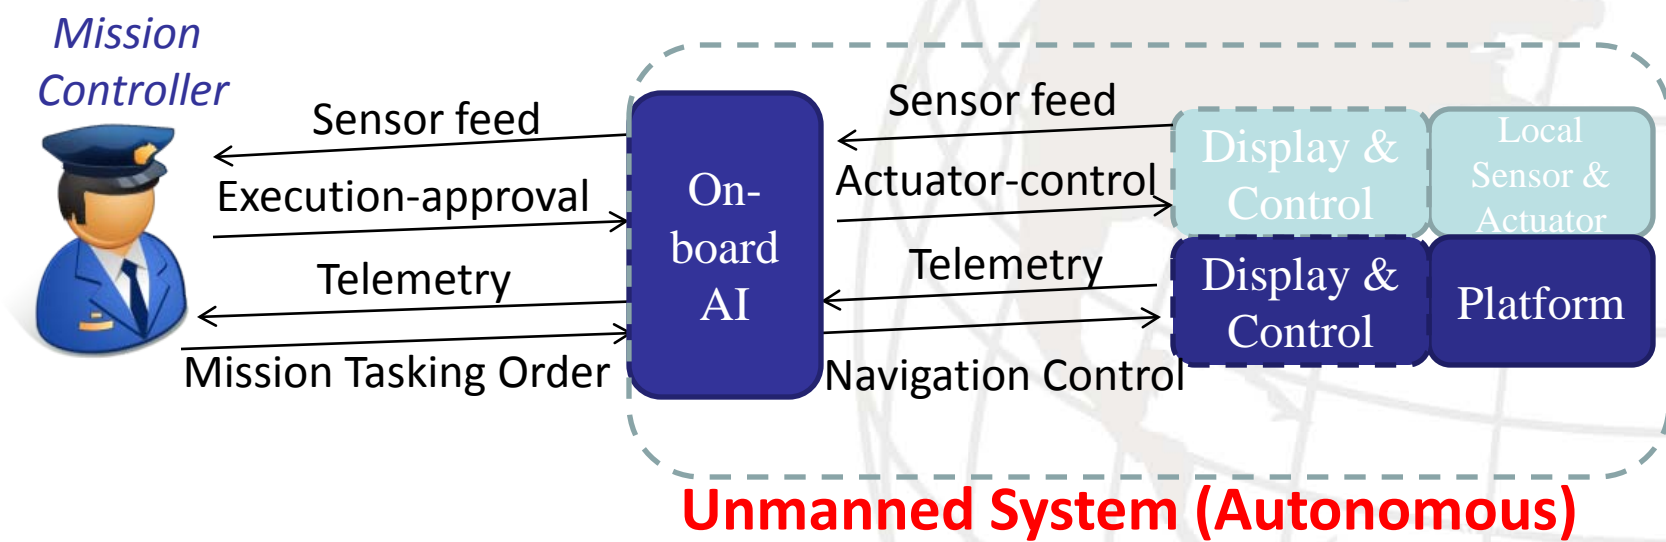 Mission
Controller
Sensor feed
Execution-approval
Telemetry
Mission Tasking Order
On-
board
AI
Sensor feed
Actuator-control
Telemetry
Navigation Control
Display &
Control
Local
Sensor &
Actuator
Display &
Control
Platform
Unmanned System (Autonomous)